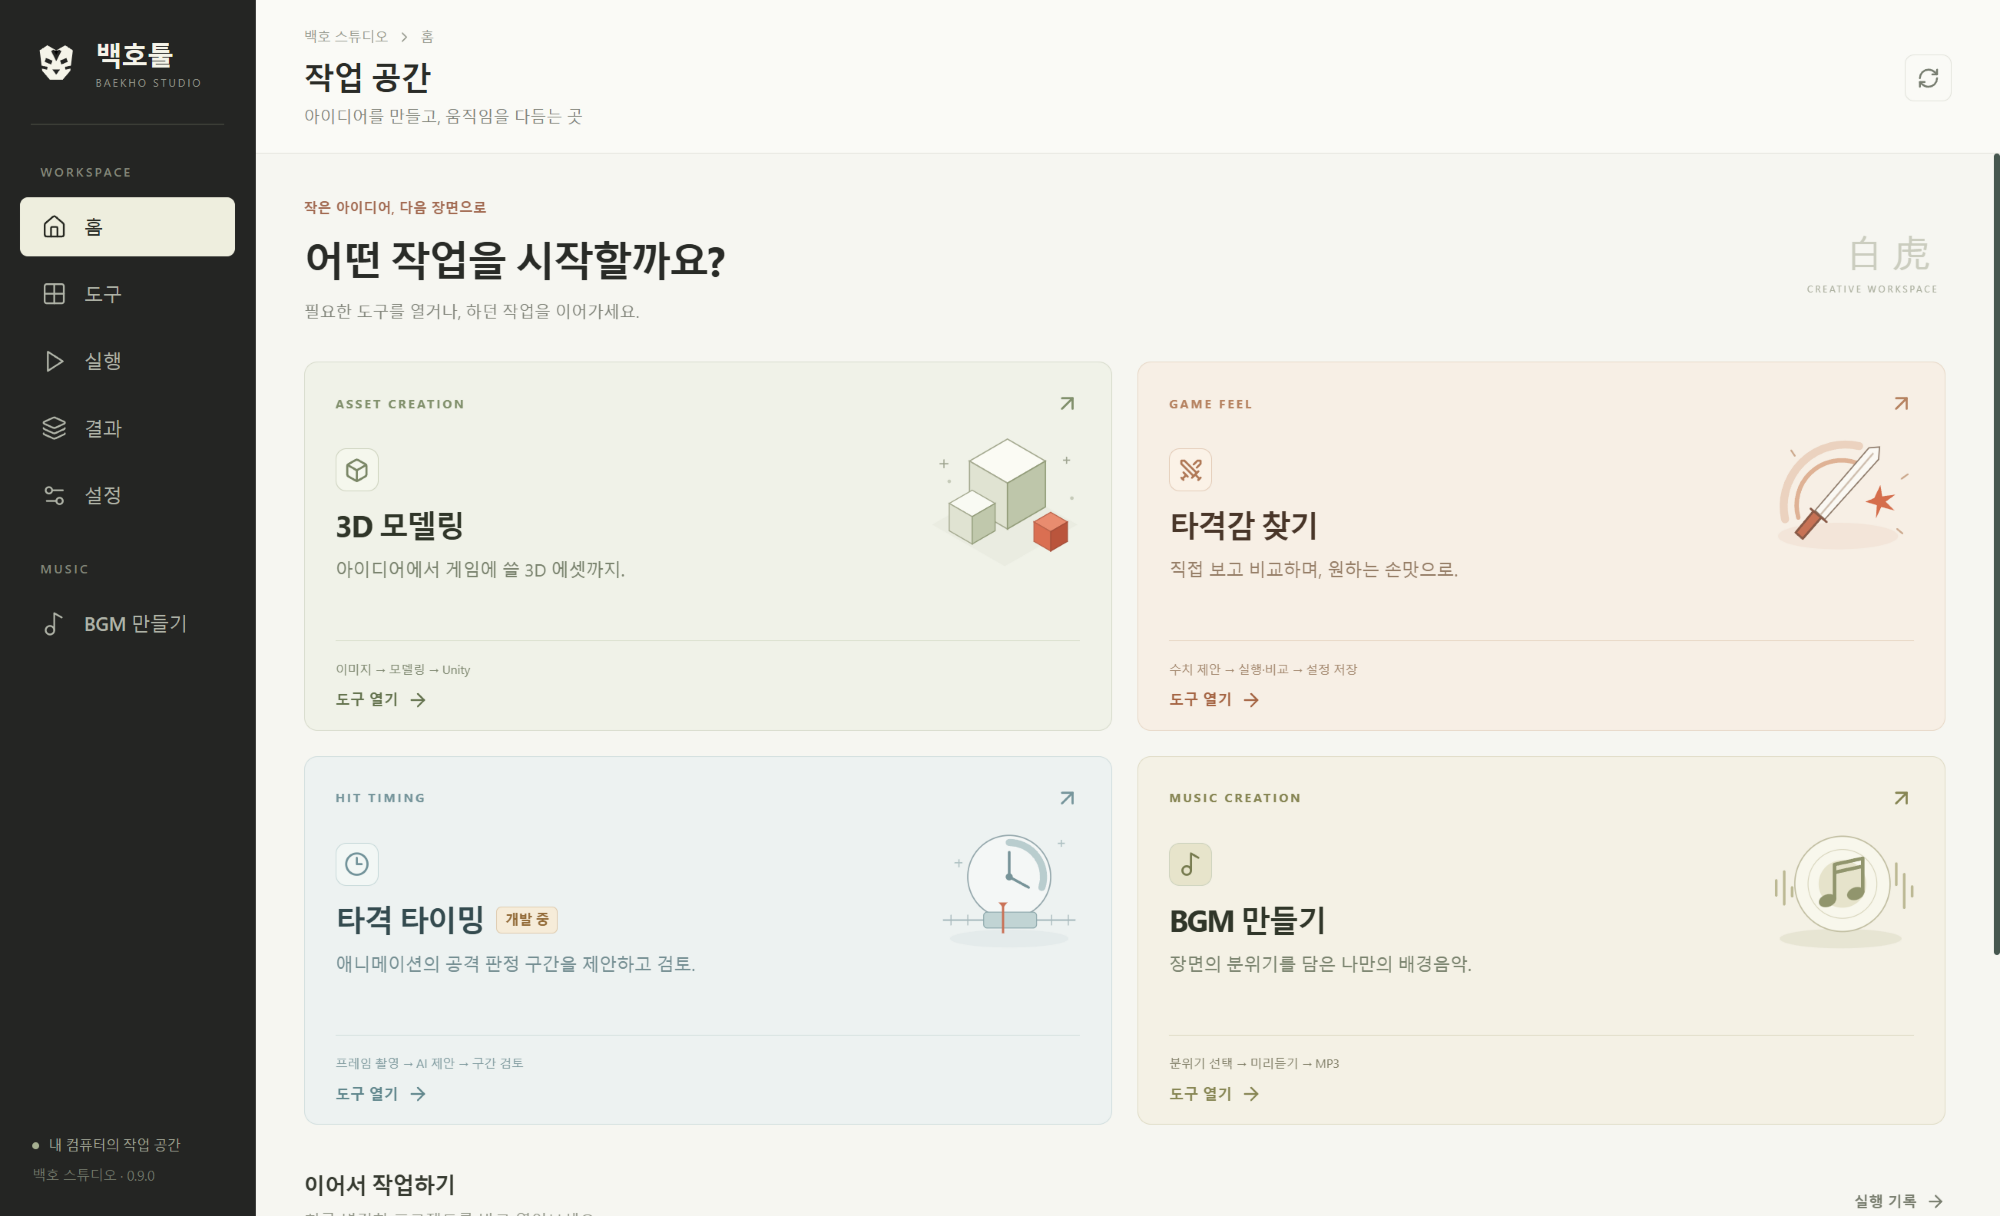 백호툴
BAEKHO STUDIO
WORKSPACE
홈
도구
실행
결과
설정
MUSIC
BGM 만들기
내 컴퓨터의 작업 공간
백호 스튜디오 · 0.9.0
백호 스튜디오 > 홈
작업 공간
아이디어를 만들고, 움직임을 다듬는 곳
작은 아이디어, 다음 장면으로
어떤 작업을 시작할까요?
필요한 도구를 열거나, 하던 작업을 이어가세요.
白虎
CREATIVE WORKSPACE
ASSET CREATION
3D 모델링
아이디어에서 게임에 쓸 3D 에셋까지.
이미지 → 모델링 → Unity
도구 열기 →
GAME FEEL
타격감 찾기
직접 보고 비교하며, 원하는 손맛으로.
수치 제안 → 실행·비교 → 설정 저장
도구 열기 →
HIT TIMING
타격 타이밍 개발 중
애니메이션의 공격 판정 구간을 제안하고 검토.
프레임 촬영 → AI 제안 → 구간 검토
도구 열기 →
MUSIC CREATION
BGM 만들기
장면의 분위기를 담은 나만의 배경음악.
분위기 선택 → 미리듣기 → MP3
도구 열기 →
이어서 작업하기
실행 기록 →